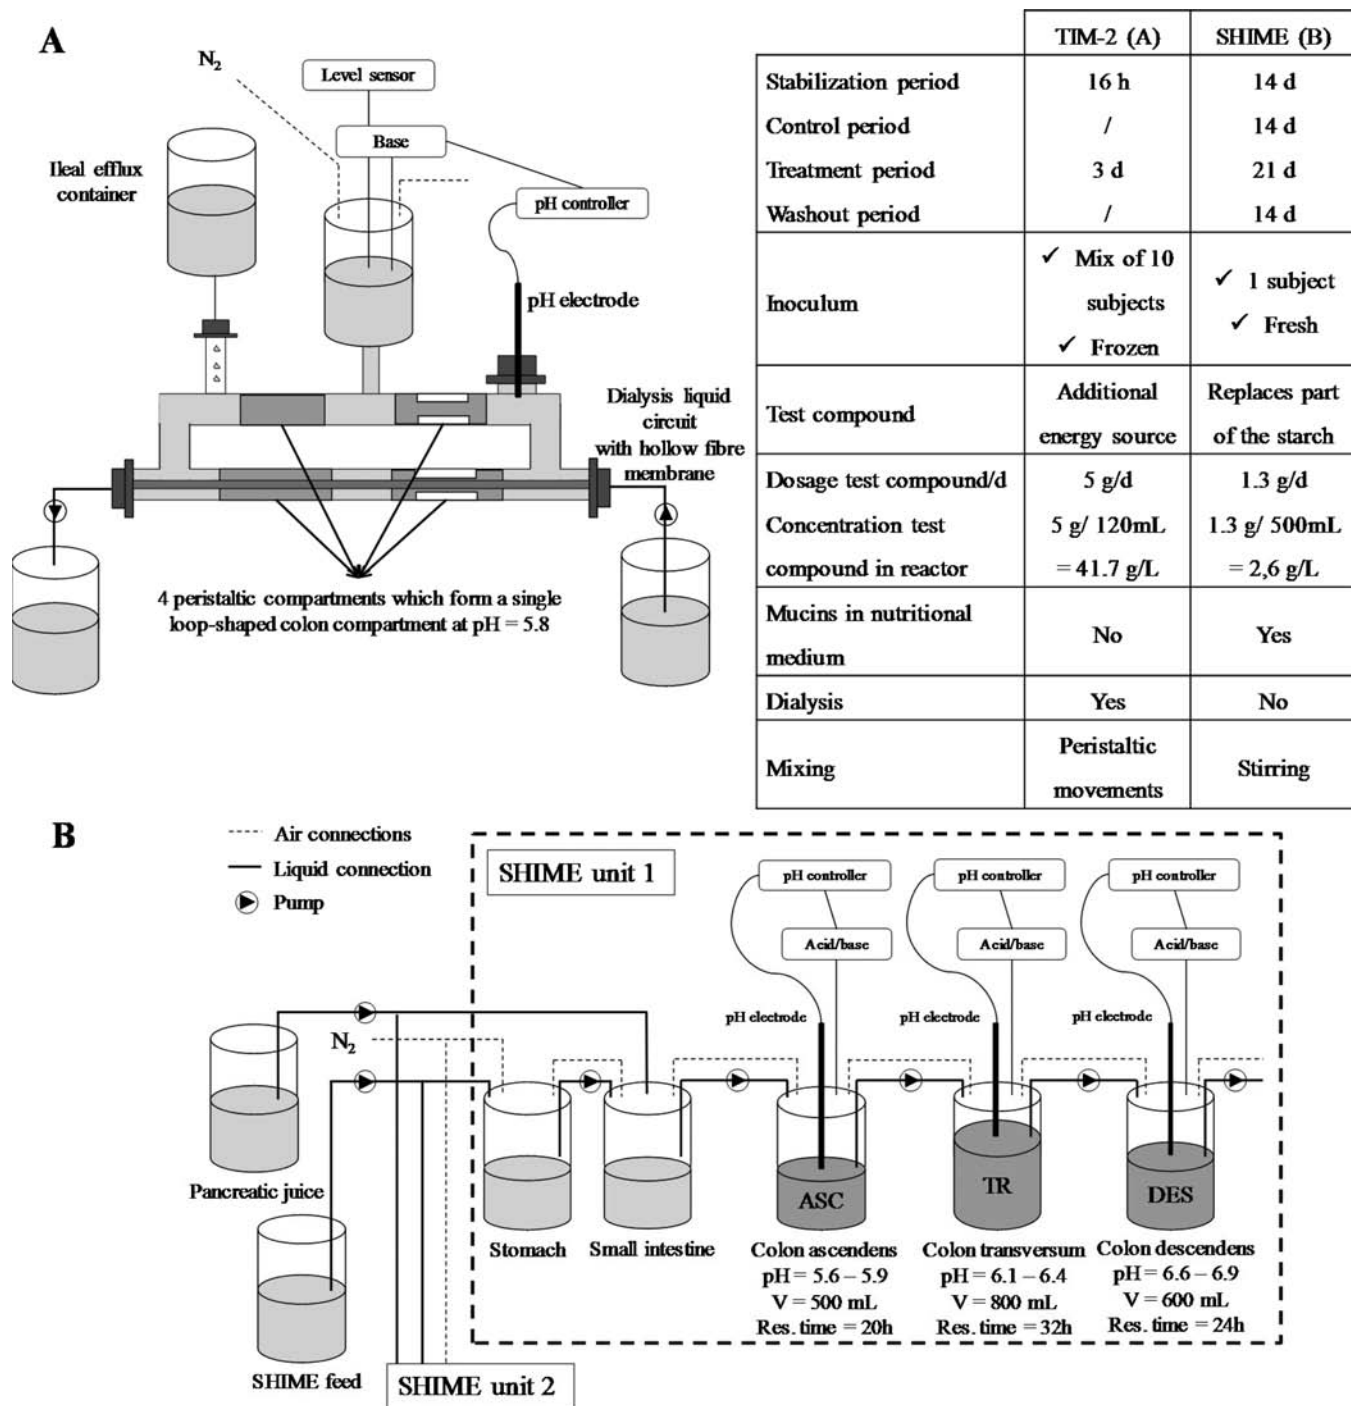 A
N₂
Level sensor
Base
Ileal efflux
container
pH controller
pH electrode
Dialysis liquid
circuit
with hollow fibre
membrane
4 peristaltic compartments which form a single
loop-shaped colon compartment at pH = 5.8
TIM-2 (A) SHIME (B)
Stabilization period 16 h 14 d
Control period / 14 d
Treatment period 3 d 21 d
Washout period / 14 d
Inoculum
✓ Mix of 10
subjects
✓ Frozen
✓ 1 subject
✓ Fresh
Test compound
Additional
energy source
Replaces part
of the starch
Dosage test compound/d 5 g/d 1.3 g/d
Concentration test 5 g/ 120mL 1.3 g/ 500mL
compound in reactor = 41.7 g/L = 2,6 g/L
Mucins in nutritional
medium
No Yes
Dialysis Yes No
Mixing
Peristaltic
movements
Stirring
B
Air connections
Liquid connection
Pump
SHIME unit 1
pH controller pH controller pH controller
Acid/base Acid/base Acid/base
pH electrode pH electrode pH electrode
N₂
Pancreatic juice
SHIME feed
SHIME unit 2
Stomach
Small intestine
ASC
TR
DES
Colon ascendens
pH = 5.6 – 5.9
V = 500 mL
Res. time = 20h
Colon transversum
pH = 6.1 – 6.4
V = 800 mL
Res. time = 32h
Colon descendens
pH = 6.6 – 6.9
V = 600 mL
Res. time = 24h